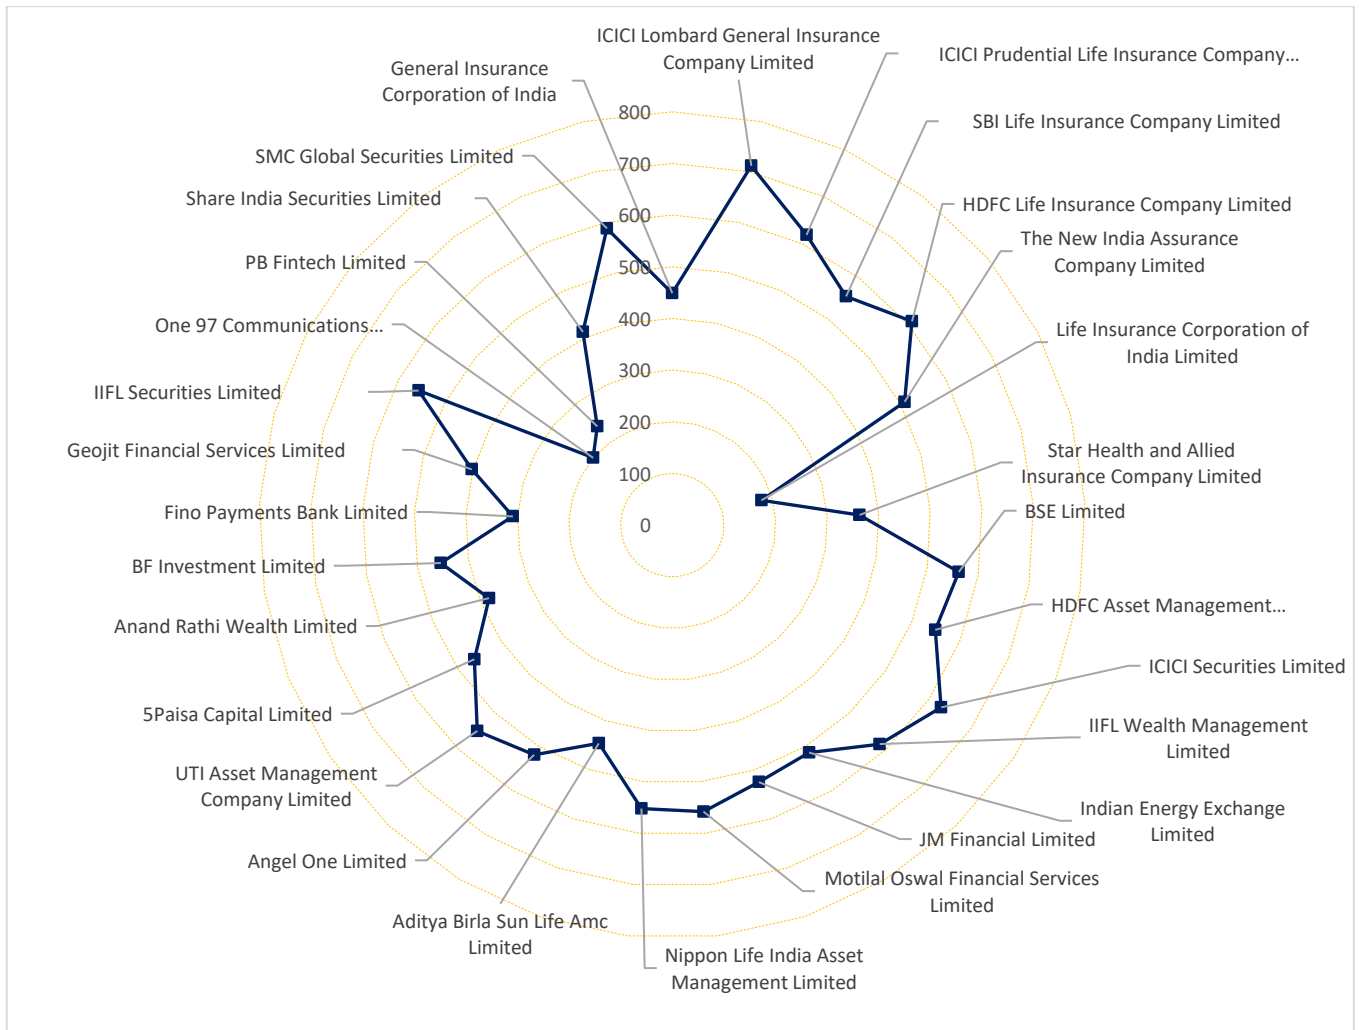 ICICI Lombard General Insurance
Company Limited
ICICI Prudential Life Insurance Company...
SBI Life Insurance Company Limited
HDFC Life Insurance Company Limited
The New India Assurance
Company Limited
Life Insurance Corporation of
India Limited
Star Health and Allied
Insurance Company Limited
BSE Limited
HDFC Asset Management...
ICICI Securities Limited
IIFL Wealth Management
Limited
Indian Energy Exchange
Limited
JM Financial Limited
Motilal Oswal Financial Services
Limited
Nippon Life India Asset
Management Limited
Aditya Birla Sun Life Amc
Limited
Angel One Limited
UTI Asset Management
Company Limited
5Paisa Capital Limited
Anand Rathi Wealth Limited
BF Investment Limited
Fino Payments Bank Limited
Geojit Financial Services Limited
IIFL Securities Limited
One 97 Communications...
PB Fintech Limited
Share India Securities Limited
SMC Global Securities Limited
General Insurance
Corporation of India
800
700
600
500
400
300
200
100
0